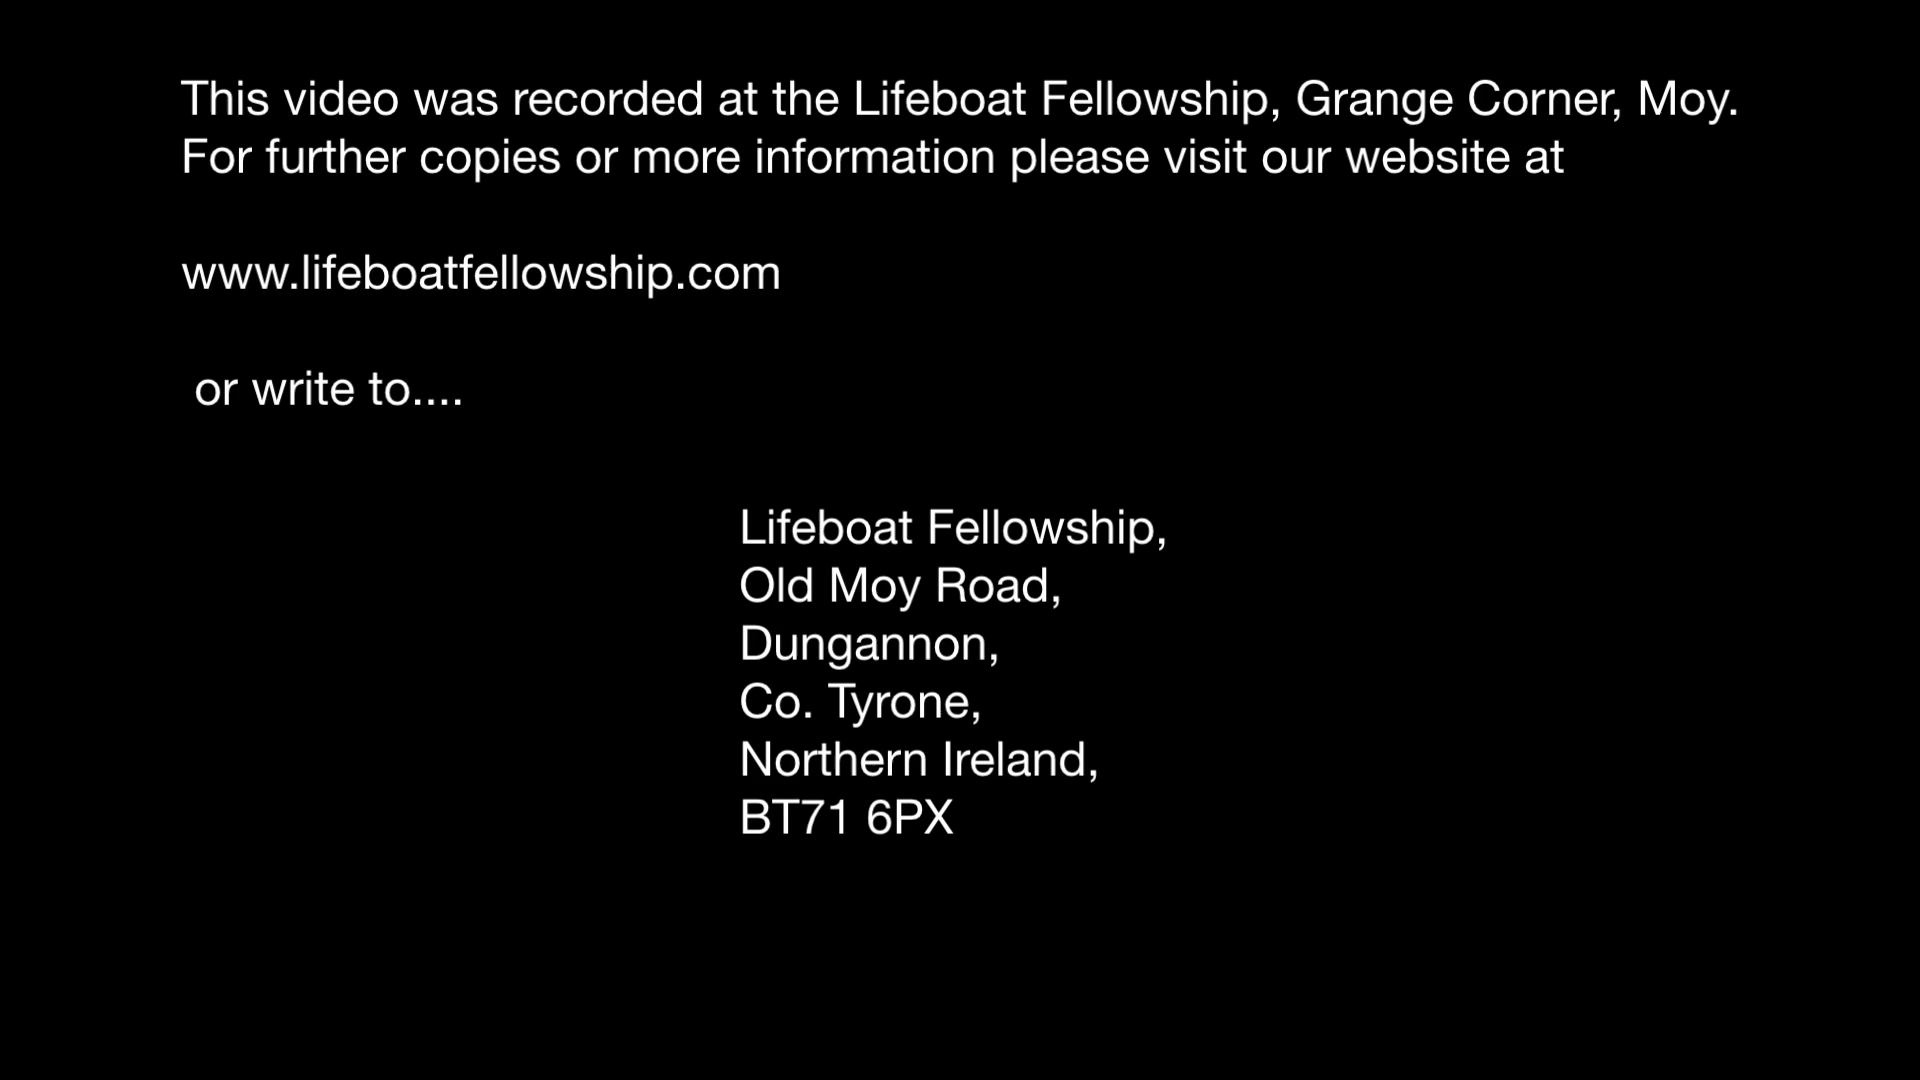 This video was recorded at the Lifeboat Fellowship, Grange Corner, Moy.
For further copies or more information please visit our website at
www.lifeboatfellowship.com
or write to....
Lifeboat Fellowship,
Old Moy Road,
Dungannon,
Co. Tyrone,
Northern Ireland,
BT71 6PX